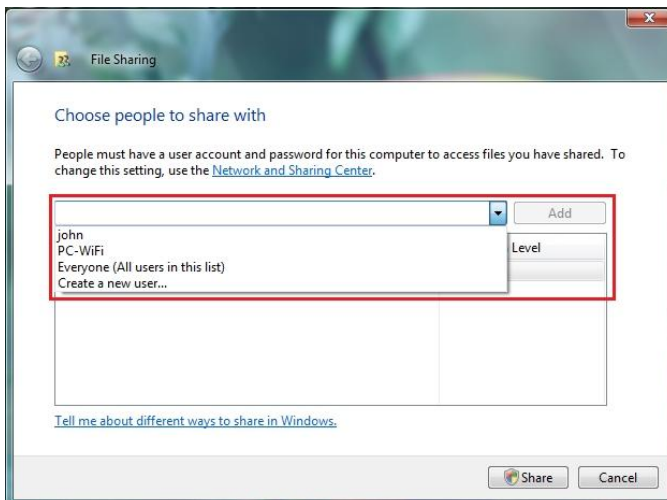 File Sharing
Choose people to share with
People must have a user account and password for this computer to access files you have shared. To
change this setting, use the Network and Sharing Center.
Add
john
PC-WiFi
Everyone (All users in this list)
Create a new user...
Level
Tell me about different ways to share in Windows.
Share
Cancel